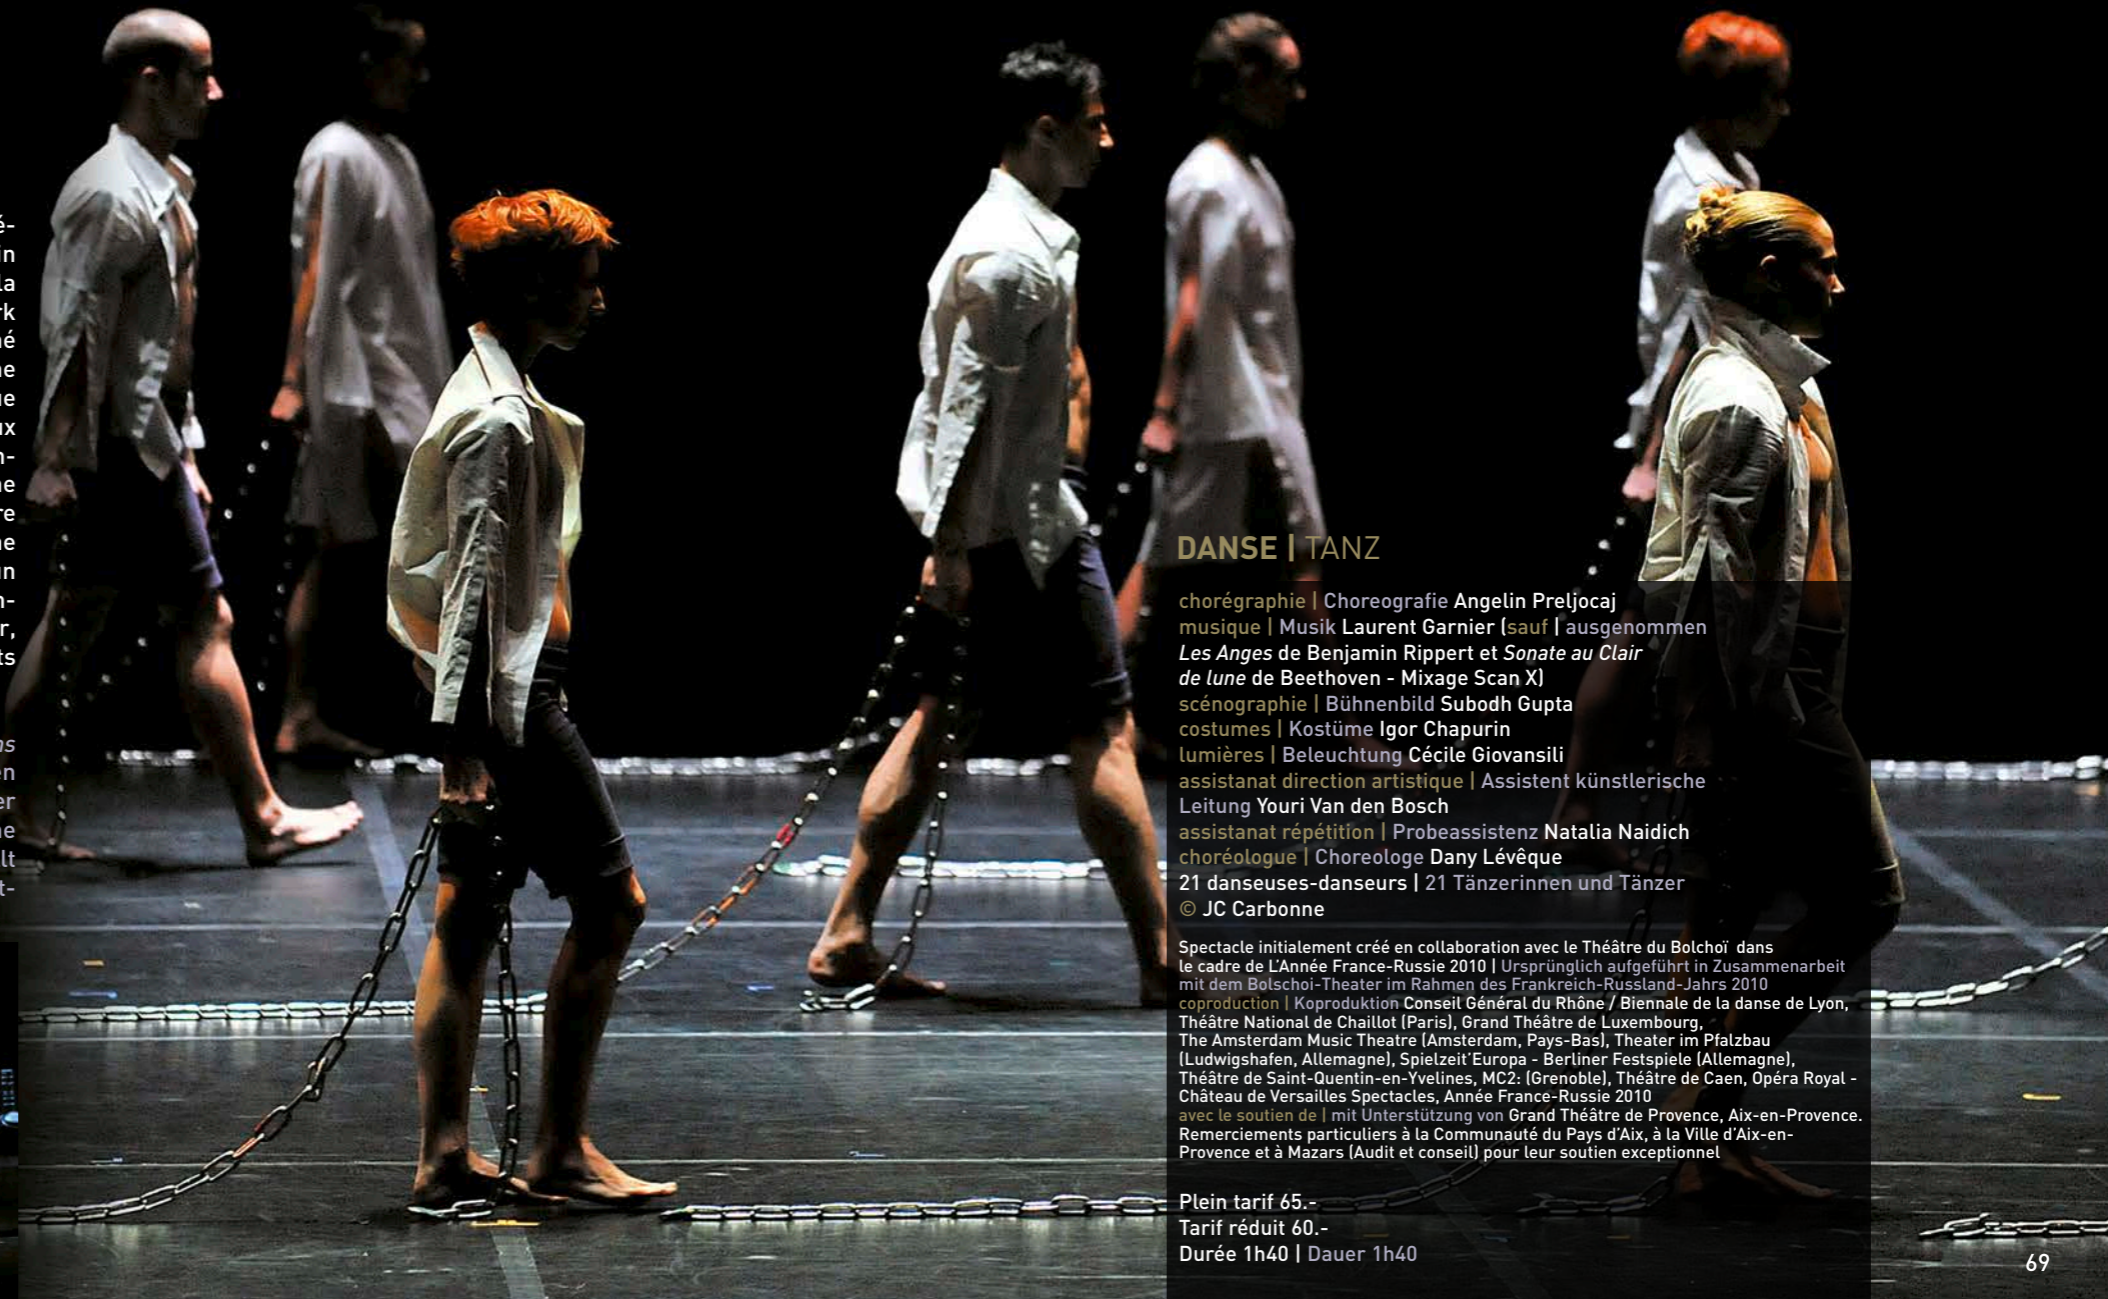 DANSE | TANZ
chorégraphie | Choreografie Angelin Preljocaj
musique | Musik Laurent Garnier (sauf | ausgenommen
Les Anges de Benjamin Rippert et Sonate au Clair
de lune de Beethoven - Mixage Scan X)
scénographie | Bühnenbild Subodh Gupta
costumes | Kostüme Igor Chapurin
lumières | Beleuchtung Cécile Giovansili
assistanat direction artistique | Assistent künstlerische
Leitung Youri Van den Bosch
assistanat répétition | Probeassistenz Natalia Naidich
choréologue | Choreologe Dany Lévêque
21 danseuses-danseurs | 21 Tänzerinnen und Tänzer
© JC Carbonne
Spectacle initialement créé en collaboration avec le Théâtre du Bolchoï dans
le cadre de L'Année France-Russie 2010 | Ursprünglich aufgeführt in Zusammenarbeit
mit dem Bolschoi-Theater im Rahmen des Frankreich-Russland-Jahrs 2010
coproduction | Koproduktion Conseil Général du Rhône / Biennale de la danse de Lyon,
Théâtre National de Chaillot (Paris), Grand Théâtre de Luxembourg,
The Amsterdam Music Theatre (Amsterdam, Pays-Bas), Theater im Pfalzbau
(Ludwigshafen, Allemagne), Spielzeit'Europa - Berliner Festspiele (Allemagne),
Théâtre de Saint-Quentin-en-Yvelines, MC2: (Grenoble), Théâtre de Caen, Opéra Royal -
Château de Versailles Spectacles, Année France-Russie 2010
avec le soutien de | mit Unterstützung von Grand Théâtre de Provence, Aix-en-Provence.
Remerciements particuliers à la Communauté du Pays d'Aix, à la Ville d'Aix-en-
Provence et à Mazars (Audit et conseil) pour leur soutien exceptionnel
Plein tarif 65.-
Tarif réduit 60.-
Durée 1h40 | Dauer 1h40
69